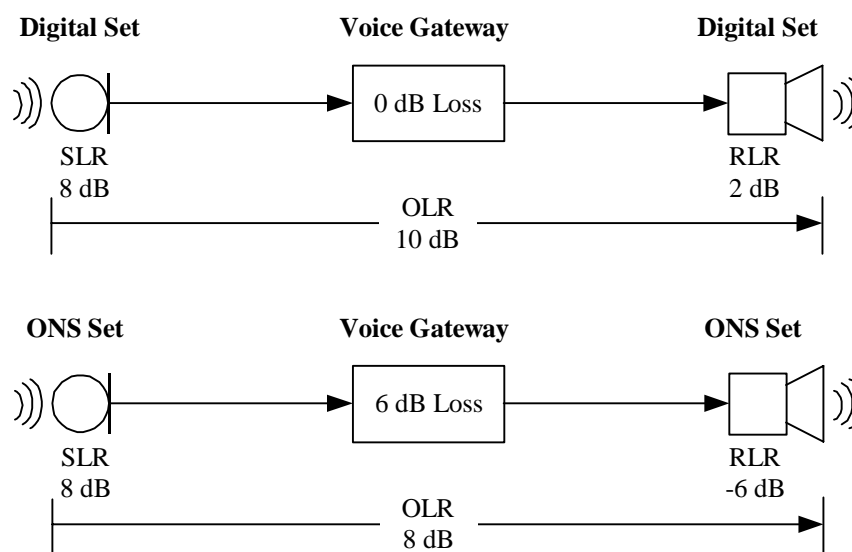 Digital Set
Voice Gateway
Digital Set
0 dB Loss
SLR
8 dB
RLR
2 dB
OLR
10 dB
ONS Set
Voice Gateway
ONS Set
6 dB Loss
SLR
8 dB
RLR
-6 dB
OLR
8 dB